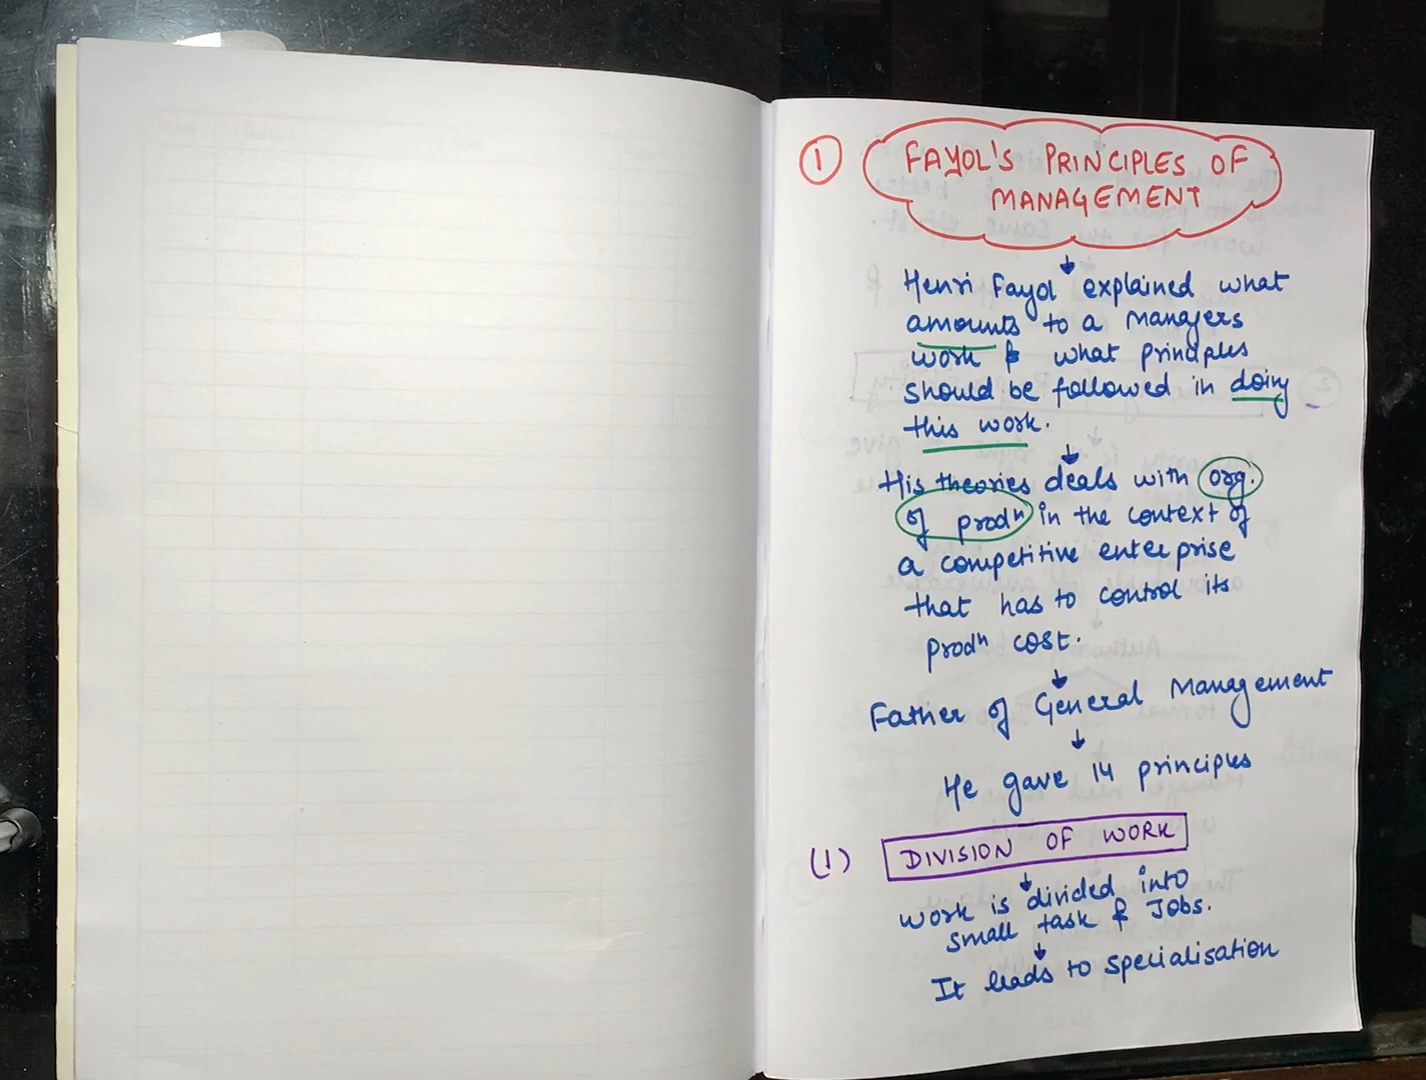 ① FAYOL'S PRINCIPLES OF
MANAGEMENT
Henri Fayol explained what
amounts to a managers
work & what principles
should be followed in doing
this work.
His theories deals with org.
of prodⁿ in the context of
a competitive enterprise
that has to control its
prodⁿ cost.
Father of General Management
He gave 14 principles
(1) DIVISION OF WORK
work is divided into
small task & Jobs.
It leads to specialisation